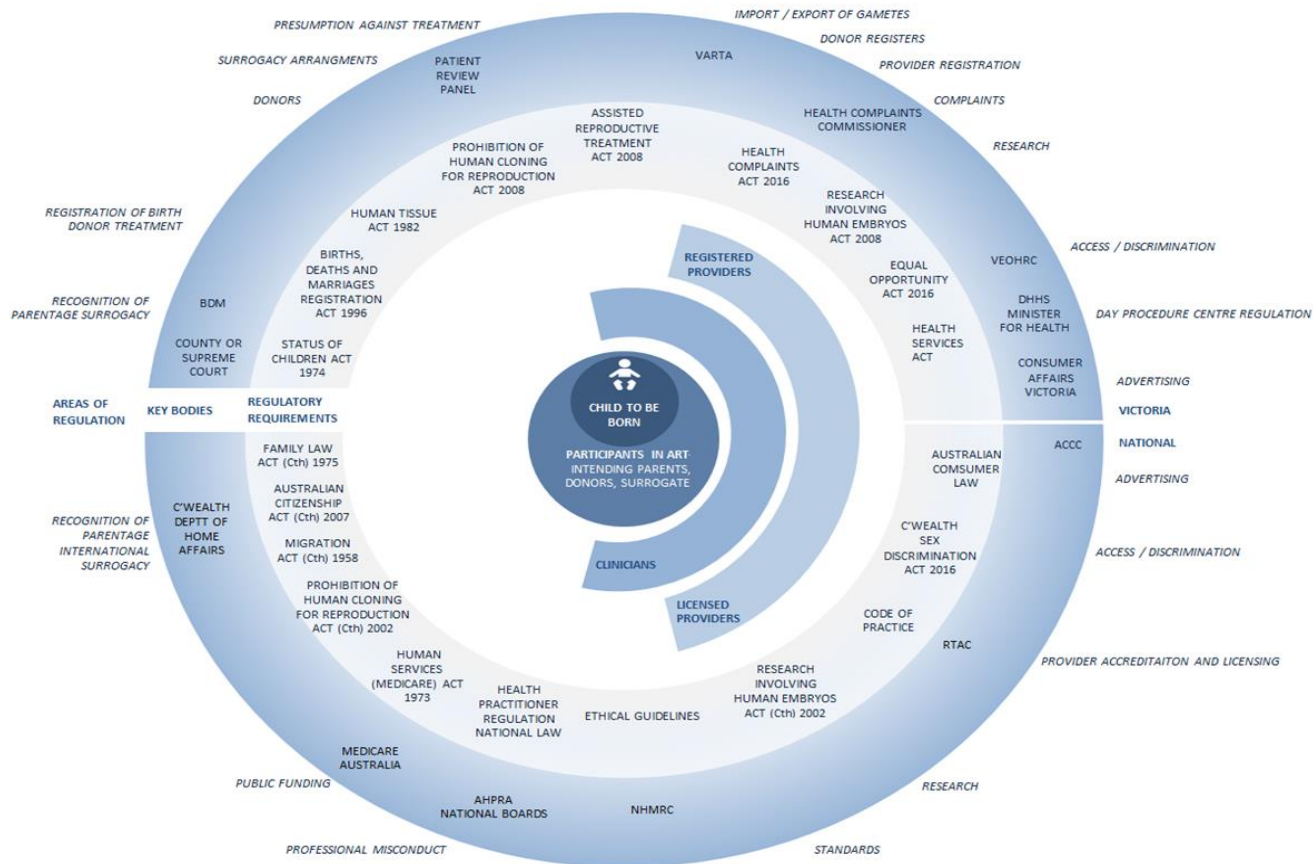 PRESUMPTION AGAINST TREATMENT
SURROGACY ARRANGMENTS
DONORS
REGISTRATION OF BIRTH
DONOR TREATMENT
RECOGNITION OF
PARENTAGE SURROGACY
IMPORT / EXPORT OF GAMETES
DONOR REGISTERS
PROVIDER REGISTRATION
COMPLAINTS
RESEARCH
ACCESS / DISCRIMINATION
DAY PROCEDURE CENTRE REGULATION
ADVERTISING
PATIENT
REVIEW
PANEL
VARTA
HEALTH COMPLAINTS
COMMISSIONER
VEOHRC
DHHS
MINISTER
FOR HEALTH
CONSUMER
AFFAIRS
VICTORIA
BDM
COUNTY OR
SUPREME
COURT
ASSISTED
REPRODUCTIVE
TREATMENT
ACT 2008
PROHIBITION OF
HUMAN CLONING
FOR REPRODUCTION
ACT 2008
HUMAN TISSUE
ACT 1982
BIRTHS,
DEATHS AND
MARRIAGES
REGISTRATION
ACT 1996
STATUS OF
CHILDREN ACT
1974
HEALTH
COMPLAINTS
ACT 2016
RESEARCH
INVOLVING
HUMAN EMBRYOS
ACT 2008
EQUAL
OPPORTUNITY
ACT 2016
HEALTH
SERVICES
ACT
REGISTERED
PROVIDERS
CHILD TO BE
BORN
PARTICIPANTS IN ART-
INTENDING PARENTS,
DONORS, SURROGATE
CLINICIANS
LICENSED
PROVIDERS
AREAS OF
REGULATION
KEY BODIES
REGULATORY
REQUIREMENTS
VICTORIA
NATIONAL
FAMILY LAW
ACT (Cth) 1975
AUSTRALIAN
CITIZENSHIP
ACT (Cth) 2007
MIGRATION
ACT (Cth) 1958
PROHIBITION OF
HUMAN CLONING
FOR REPRODUCTION
ACT (Cth) 2002
HUMAN
SERVICES
(MEDICARE) ACT
1973
HEALTH
PRACTITIONER
REGULATION
NATIONAL LAW
ETHICAL GUIDELINES
RESEARCH
INVOLVING
HUMAN EMBRYOS
ACT (Cth) 2002
CODE OF
PRACTICE
C'WEALTH
SEX
DISCRIMINATION
ACT 2016
AUSTRALIAN
COMSUMER
LAW
C'WEALTH
DEPTT OF
HOME
AFFAIRS
MEDICARE
AUSTRALIA
AHPRA
NATIONAL BOARDS
NHMRC
RTAC
ACCC
RECOGNITION OF
PARENTAGE
INTERNATIONAL
SURROGACY
PUBLIC FUNDING
PROFESSIONAL MISCONDUCT
STANDARDS
RESEARCH
PROVIDER ACCREDITAITON AND LICENSING
ACCESS / DISCRIMINATION
ADVERTISING